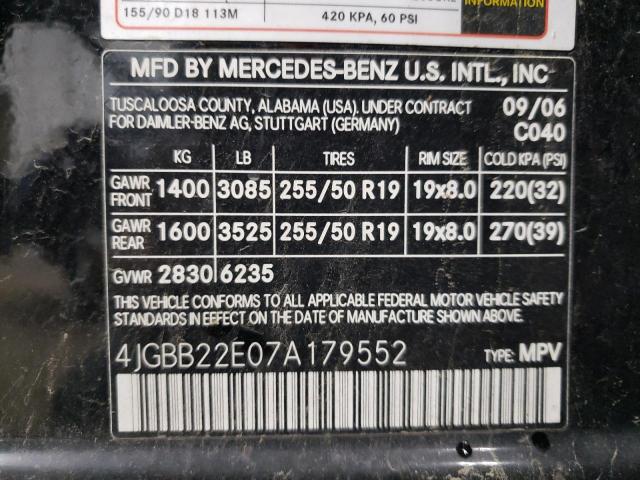 155/90 D18 113M 420 KPA, 60 PSI INFORMATION
MFD BY MERCEDES-BENZ U.S. INTL., INC
TUSCALOOSA COUNTY, ALABAMA (USA), UNDER CONTRACT 09/06
FOR DAIMLER-BENZ AG, STUTTGART (GERMANY) C040
KG LB TIRES RIM SIZE COLD KPA (PSI)
GAWR FRONT 1400 3085 255/50 R19 19x8.0 220(32)
GAWR REAR 1600 3525 255/50 R19 19x8.0 270(39)
GVWR 2830 6235
THIS VEHICLE CONFORMS TO ALL APPLICABLE FEDERAL MOTOR VEHICLE SAFETY
STANDARDS IN EFFECT ON THE DATE OF MANUFACTURE SHOWN ABOVE.
4JGBB22E07A179552 TYPE: MPV